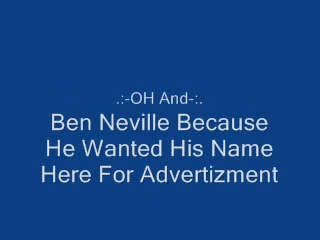 .:-OH And-:.
Ben Neville Because
He Wanted His Name
Here For Advertizment